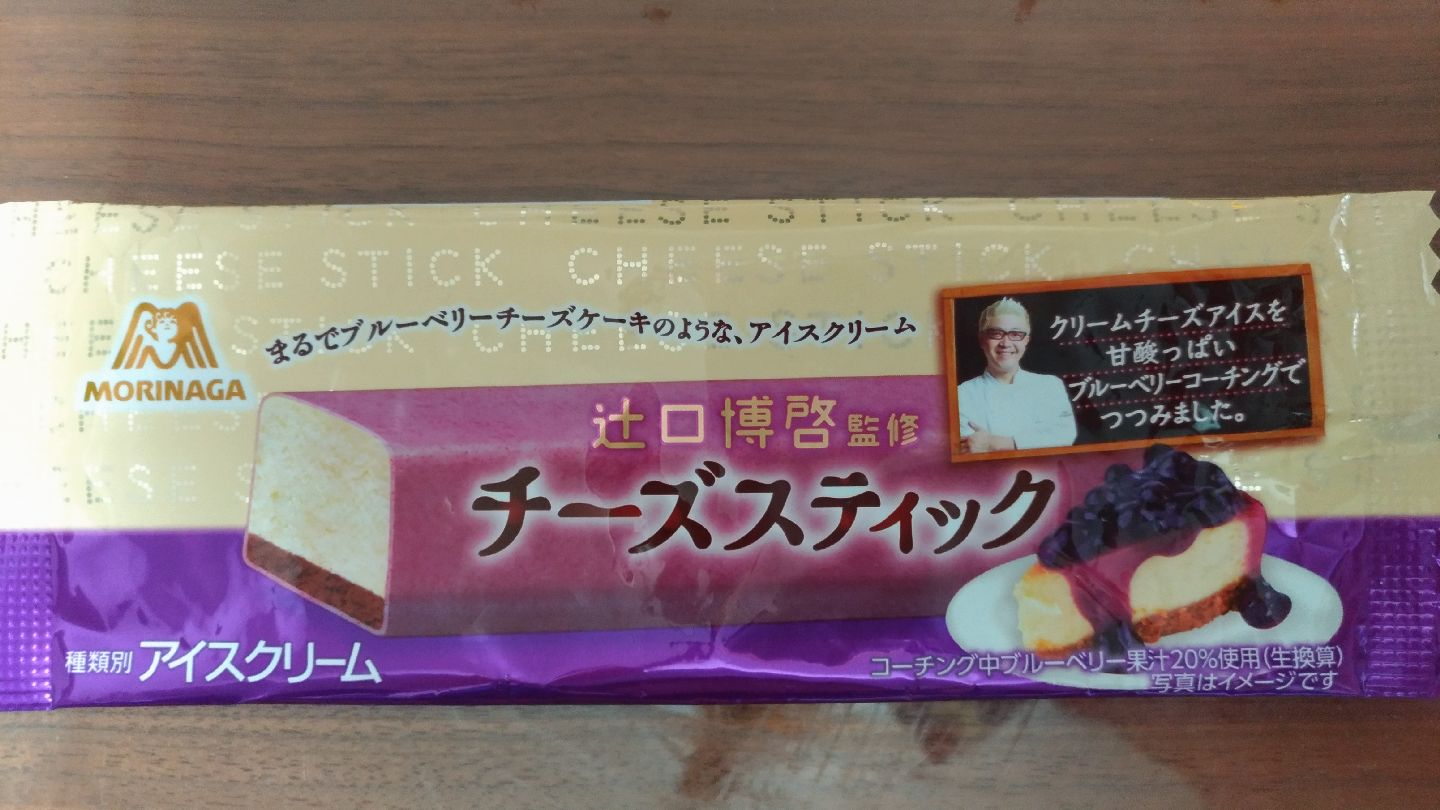 CHEESE STICK CHEESE STICK CHEESE S
CHEESE STICK CHEESE STICK CH
MORINAGA
まるでブルーベリーチーズケーキのような、アイスクリーム
クリームチーズアイスを
甘酸っぱい
ブルーベリーコーチングで
つつみました。
辻口博啓監修
チーズスティック
種類別 アイスクリーム
コーチング中ブルーベリー果汁20%使用(生換算)
写真はイメージです